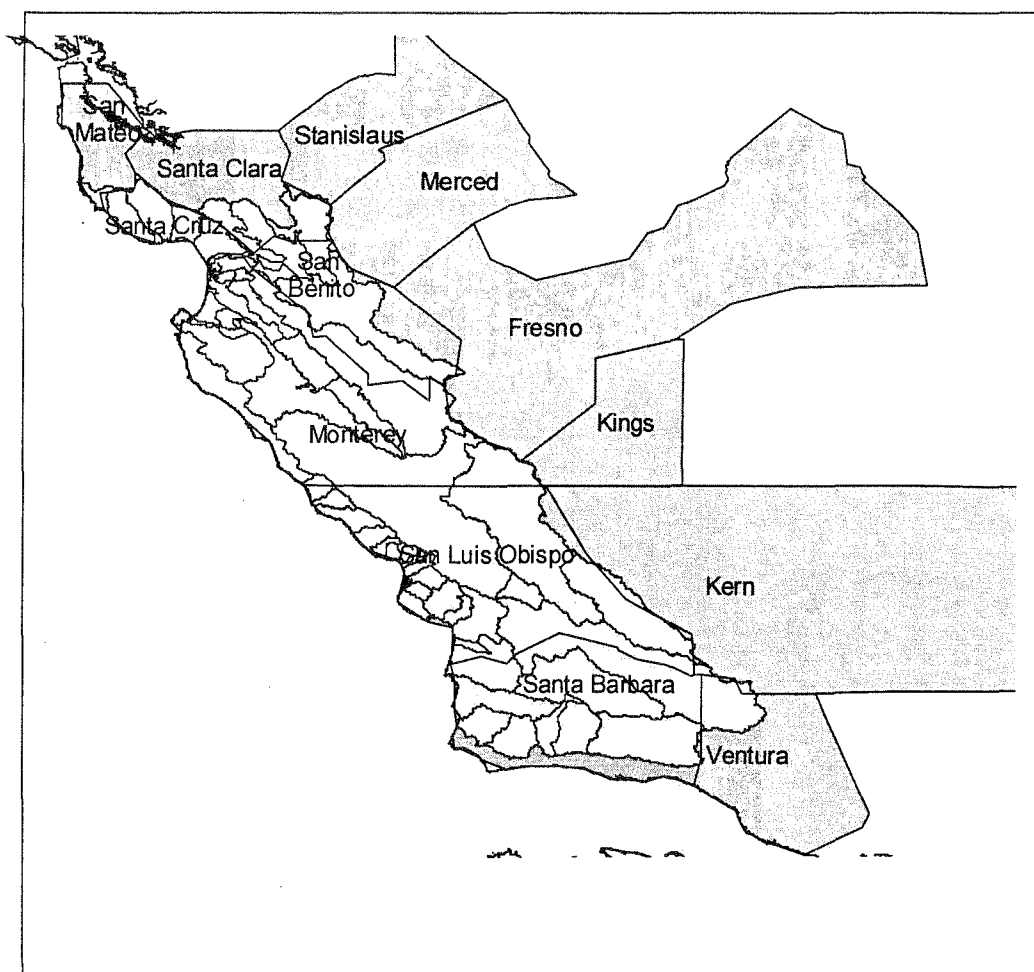 San
Mateo
Stanislaus
Santa Clara
Merced
Santa Cruz
San
Benito
Fresno
Kings
Monterey
San Luis Obispo
Kern
Santa Barbara
Ventura